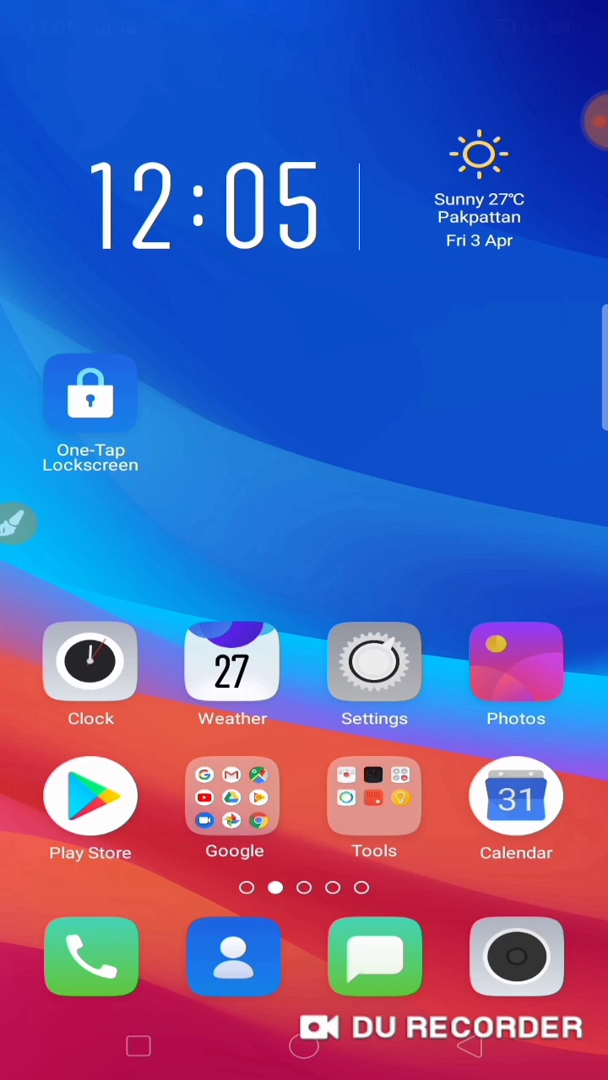 12:05
Sunny 27℃
Pakpattan
Fri 3 Apr
One-Tap
Lockscreen
27
Clock
Weather
Settings
Photos
31
Play Store
Google
Tools
Calendar
DU RECORDER